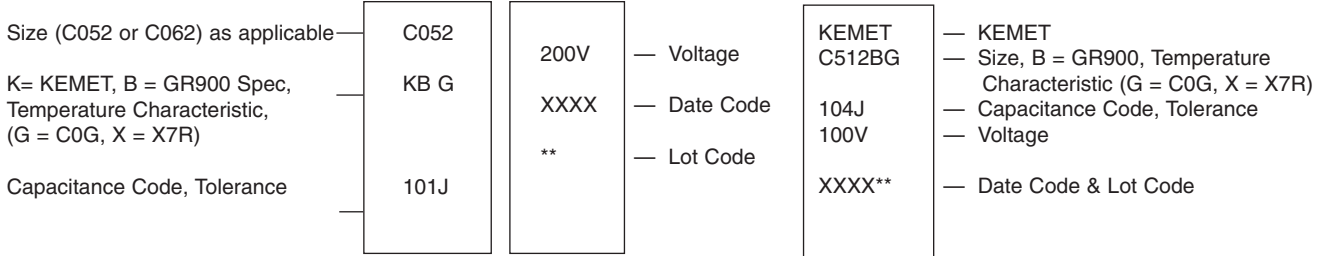 Size (C052 or C062) as applicable
K= KEMET, B = GR900 Spec,
Temperature Characteristic,
(G = C0G, X = X7R)
Capacitance Code, Tolerance
C052
KB G
101J
200V — Voltage
XXXX — Date Code
** — Lot Code
KEMET — KEMET
C512BG — Size, B = GR900, Temperature
Characteristic (G = C0G, X = X7R)
104J — Capacitance Code, Tolerance
100V — Voltage
XXXX** — Date Code & Lot Code